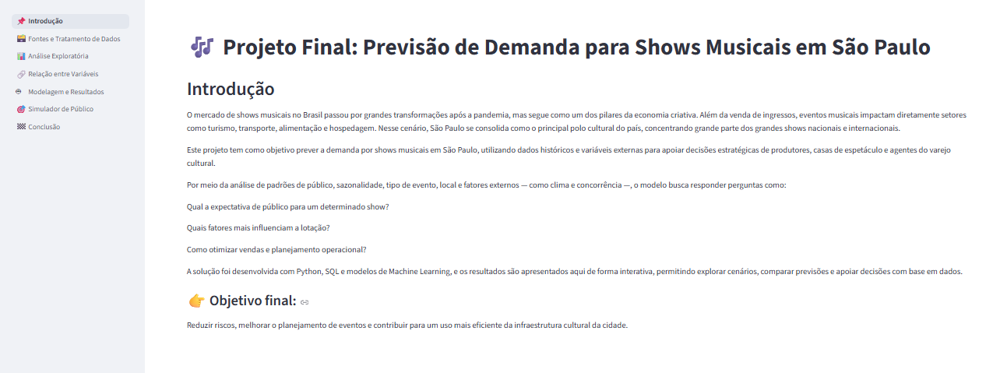 Introdução
Fontes e Tratamento de Dados
Análise Exploratória
Relação entre Variáveis
Modelagem e Resultados
Simulador de Público
Conclusão
Projeto Final: Previsão de Demanda para Shows Musicais em São Paulo
Introdução
O mercado de shows musicais no Brasil passou por grandes transformações após a pandemia, mas segue como um dos pilares da economia criativa. Além da venda de ingressos, eventos musicais impactam diretamente setores
como turismo, transporte, alimentação e hospedagem. Nesse cenário, São Paulo se consolida como o principal polo cultural do país, concentrando grande parte dos grandes shows nacionais e internacionais.
Este projeto tem como objetivo prever a demanda por shows musicais em São Paulo, utilizando dados históricos e variáveis externas para apoiar decisões estratégicas de produtores, casas de espetáculo e agentes do varejo
cultural.
Por meio da análise de padrões de público, sazonalidade, tipo de evento, local e fatores externos — como clima e concorrência —, o modelo busca responder perguntas como:
Qual a expectativa de público para um determinado show?
Quais fatores mais influenciam a lotação?
Como otimizar vendas e planejamento operacional?
A solução foi desenvolvida com Python, SQL e modelos de Machine Learning, e os resultados são apresentados aqui de forma interativa, permitindo explorar cenários, comparar previsões e apoiar decisões com base em dados.
Objetivo final:
Reduzir riscos, melhorar o planejamento de eventos e contribuir para um uso mais eficiente da infraestrutura cultural da cidade.